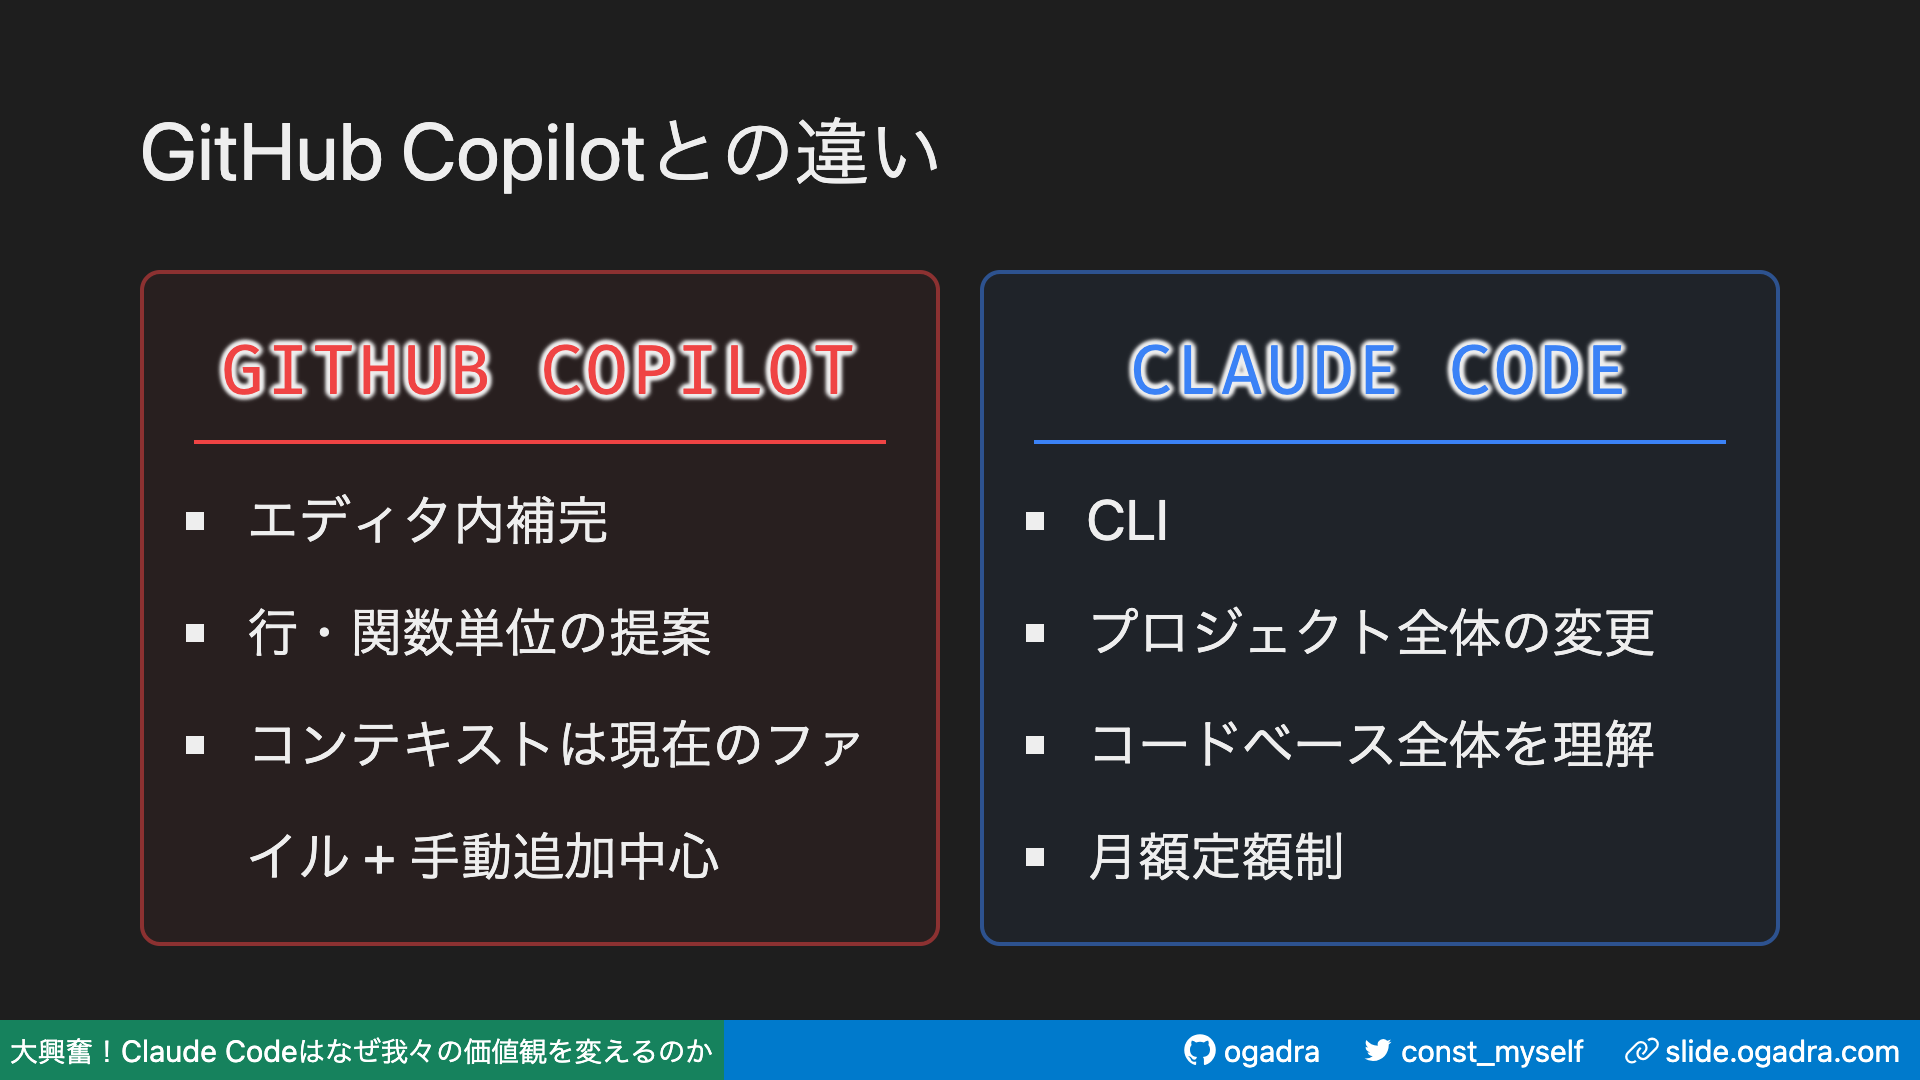 GitHub Copilotとの違い
GITHUB COPILOT
エディタ内補完
行・関数単位の提案
コンテキストは現在のファ
イル + 手動追加中心
CLAUDE CODE
CLI
プロジェクト全体の変更
コードベース全体を理解
月額定額制
大興奮！Claude Codeはなぜ我々の価値観を変えるのか
ogadra
const_myself
slide.ogadra.com